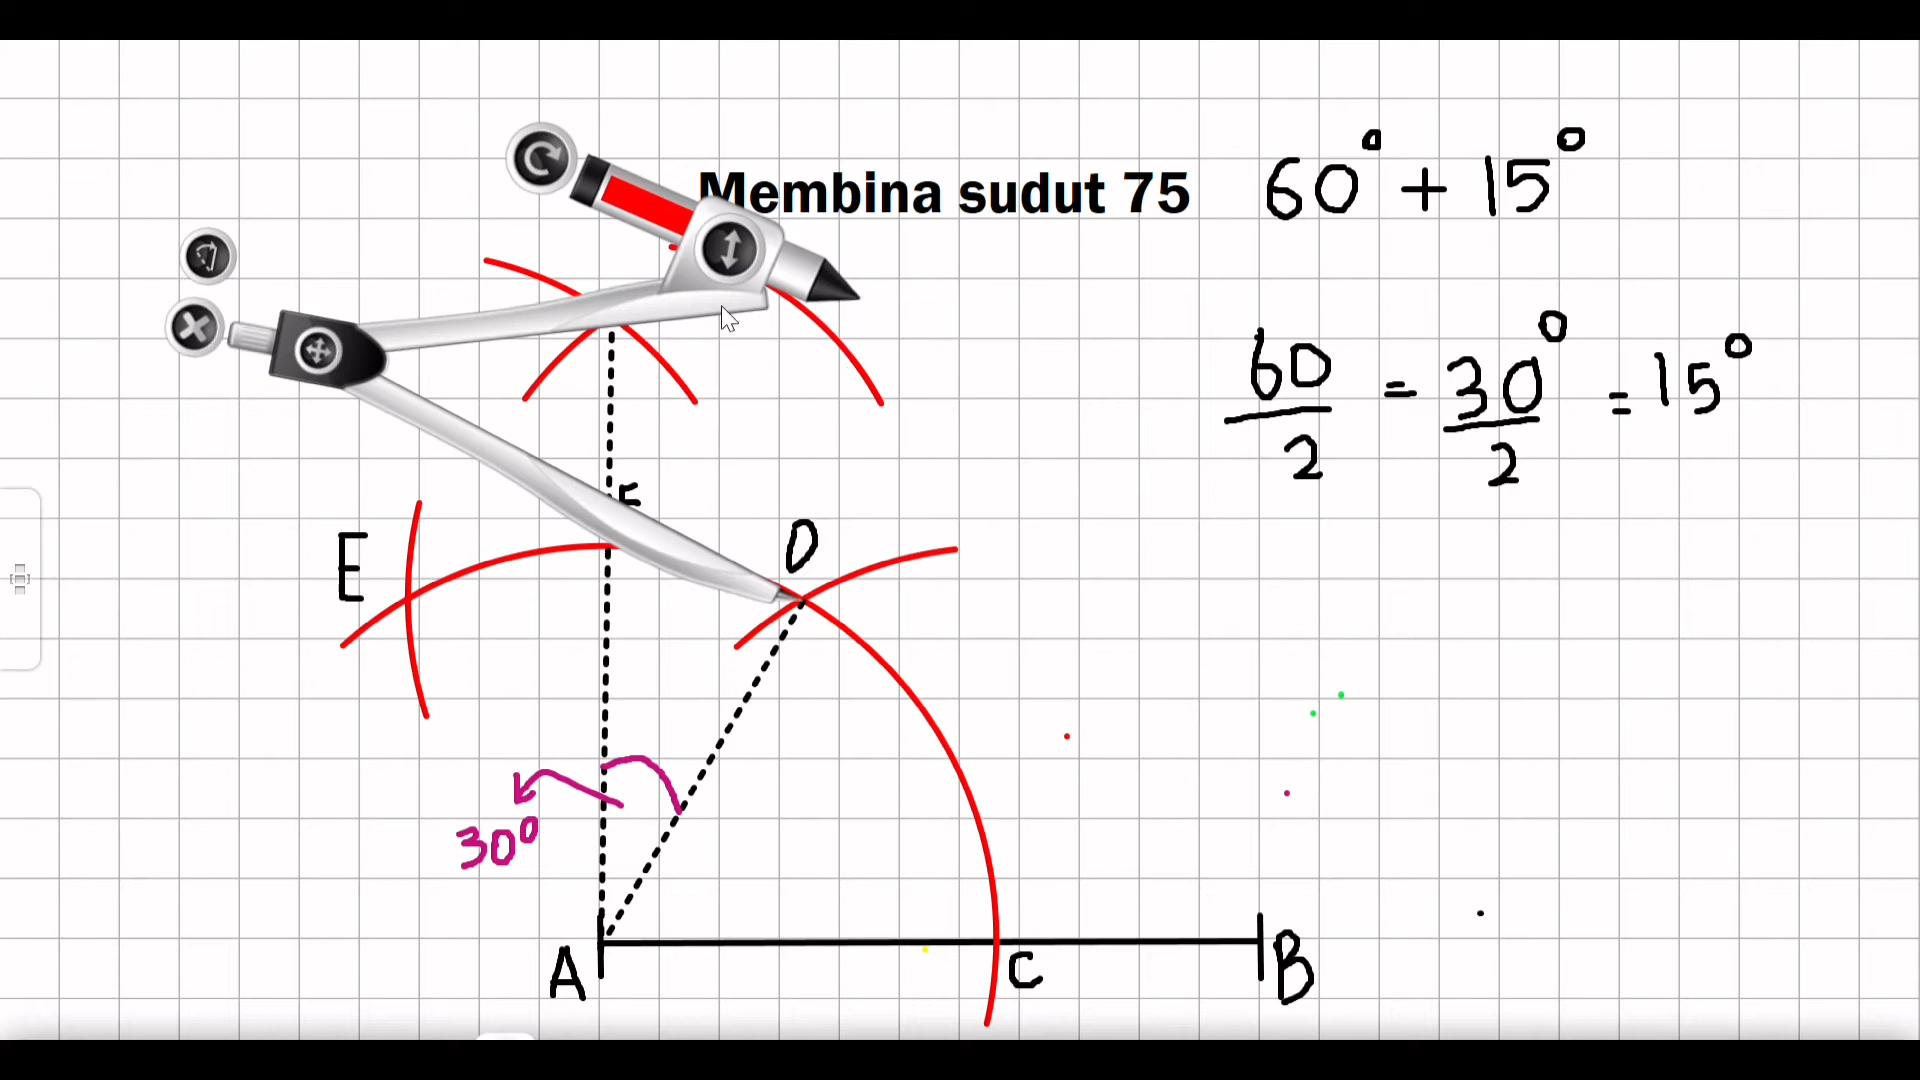 Membina sudut 75 60° + 15°
60/2 = 30°/2 = 15°
E
D
30°
A C B